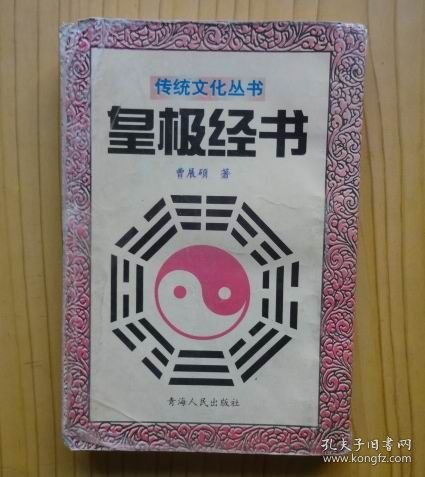 传统文化丛书
皇极经书
曹展硕 著
青海人民出版社
孔夫子旧书网
www.kongfz.com